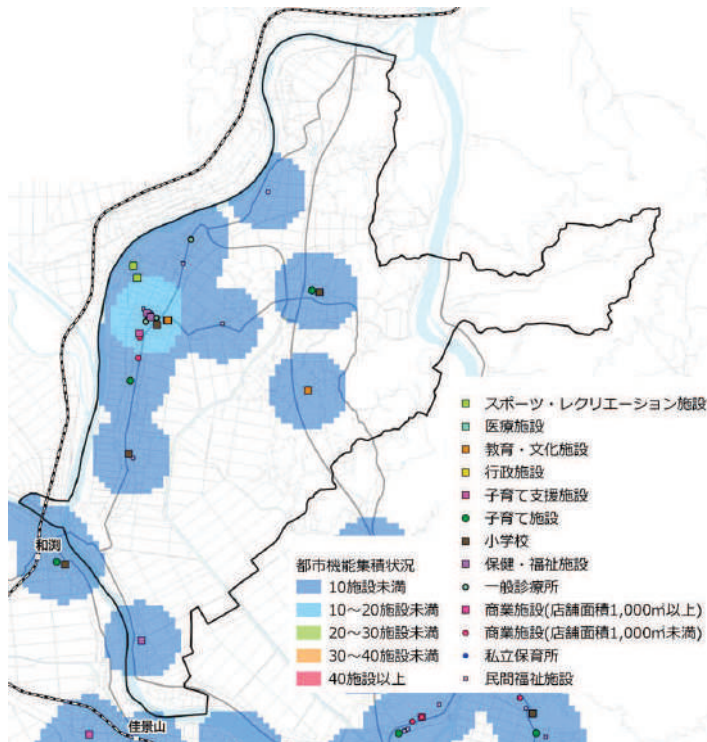 スポーツ・レクリエーション施設
医療施設
教育・文化施設
行政施設
子育て支援施設
子育て施設
小学校
保健・福祉施設
一般診療所
商業施設(店舗面積1,000㎡以上)
商業施設(店舗面積1,000㎡未満)
私立保育所
民間福祉施設
和渕
都市機能集積状況
10施設未満
10～20施設未満
20～30施設未満
30～40施設未満
40施設以上
佳景山